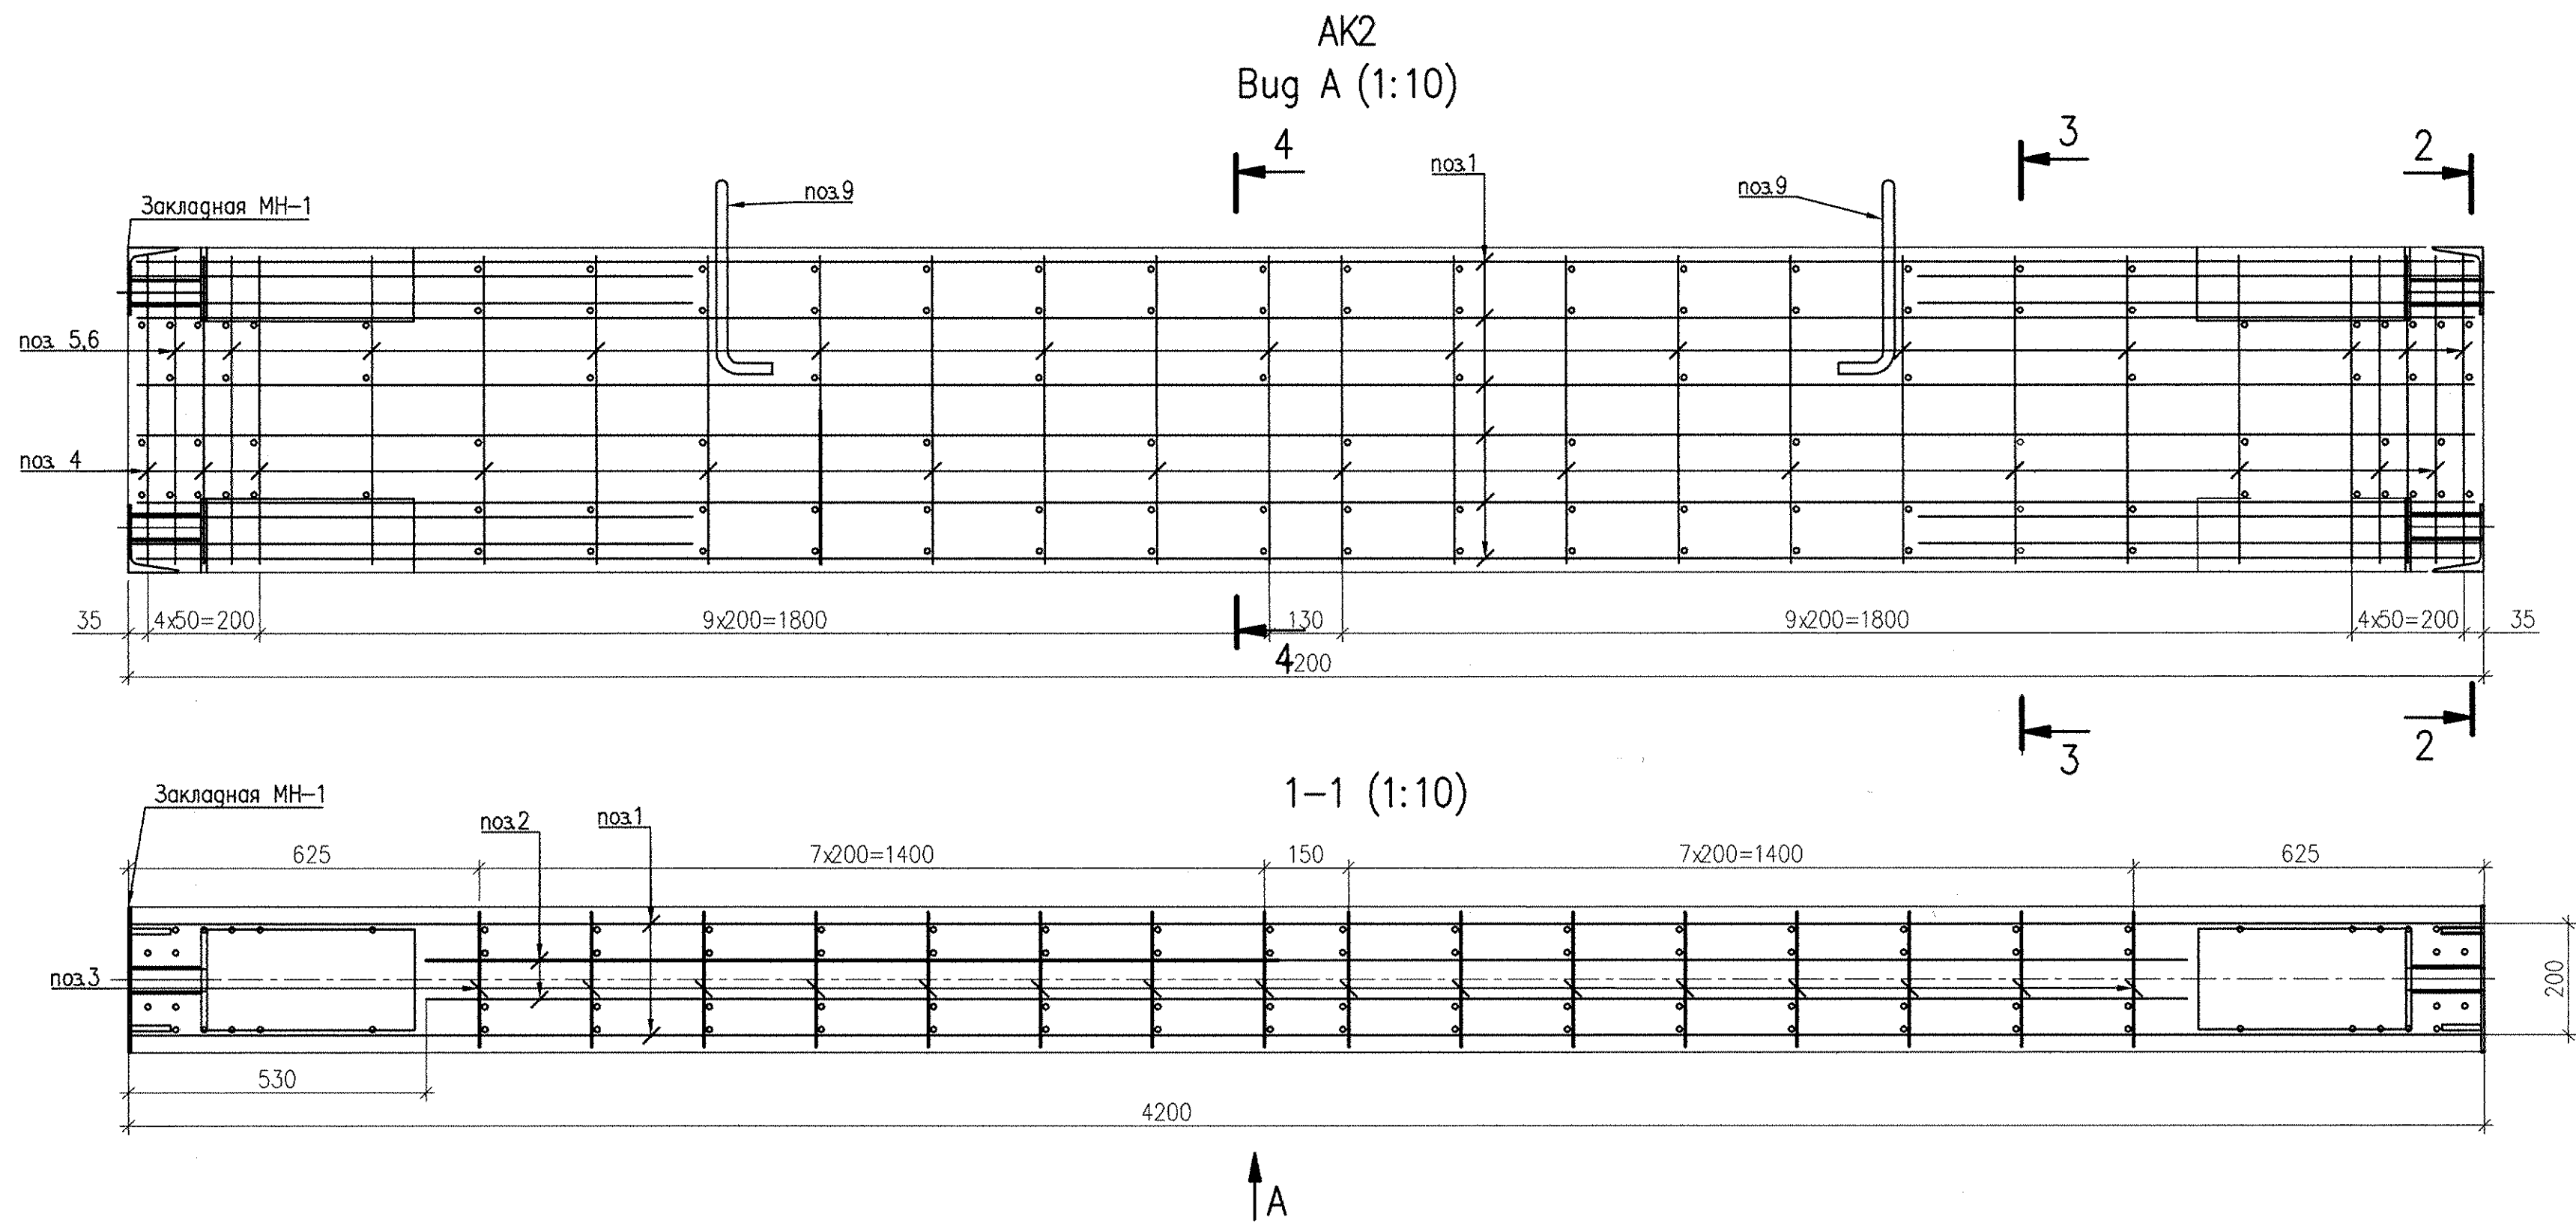 АК2
Вид А (1:10)
4
3
2
поз.1
поз.9
поз.9
Закладная МН-1
поз. 5,6
поз. 4
35
4х50=200
9х200=1800
130
9х200=1800
4х50=200
35
4
4200
3
2
1-1 (1:10)
Закладная МН-1
поз.2
поз.1
625
7х200=1400
150
7х200=1400
625
поз.3
200
530
4200
А